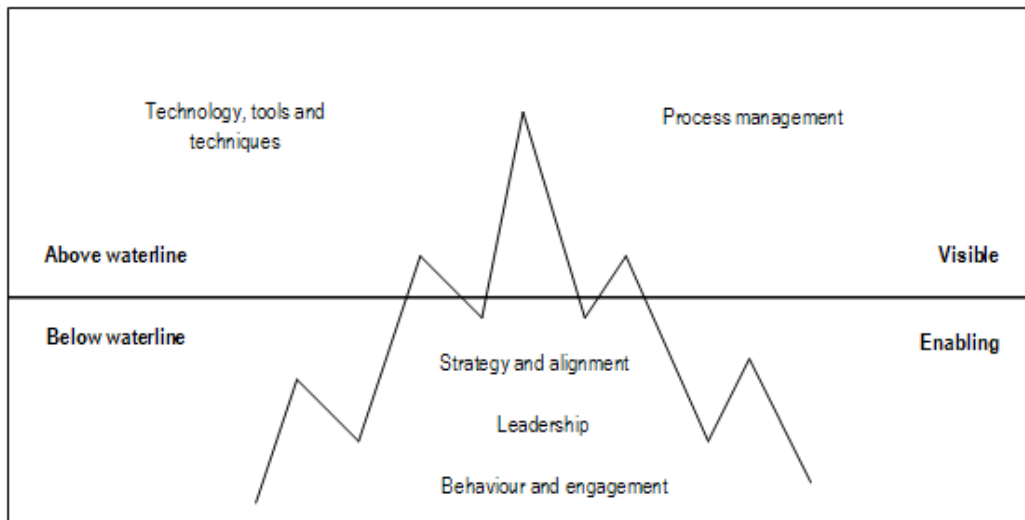 Technology, tools and
techniques
Process management
Above waterline
Visible
Below waterline
Enabling
Strategy and alignment
Leadership
Behaviour and engagement